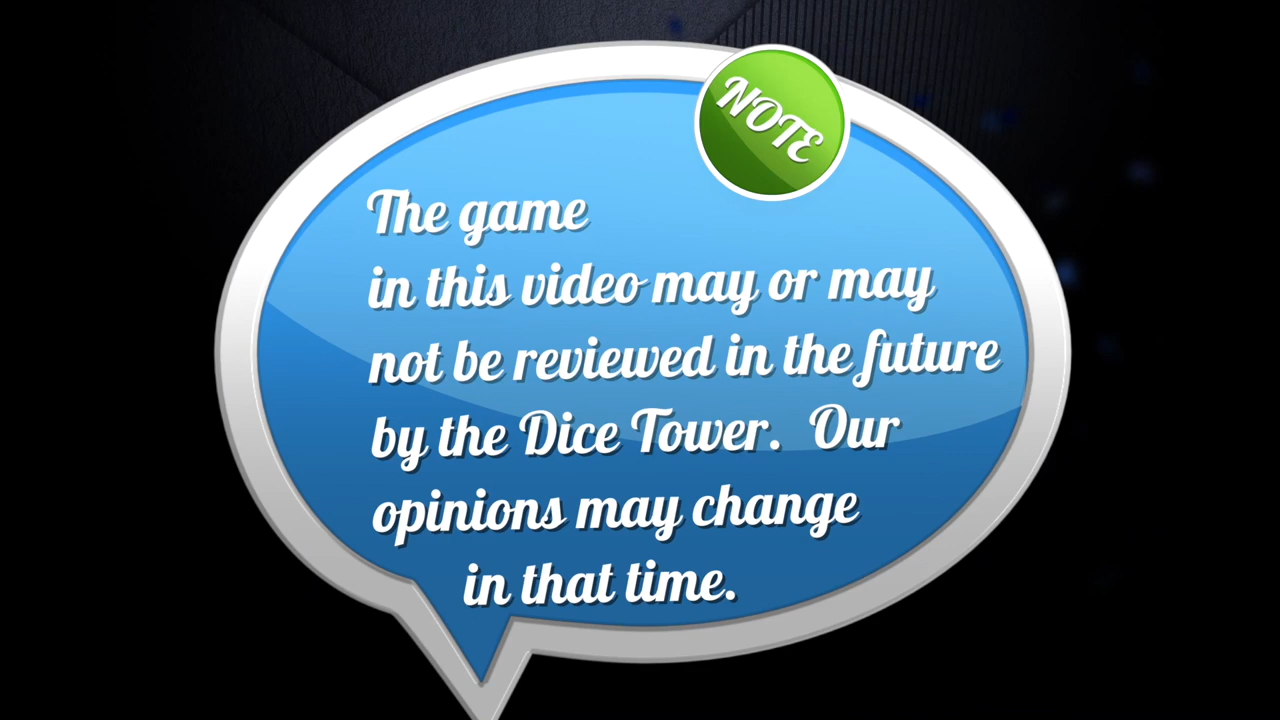 NOTE
The game
in this video may or may
not be reviewed in the future
by the Dice Tower. Our
opinions may change
in that time.